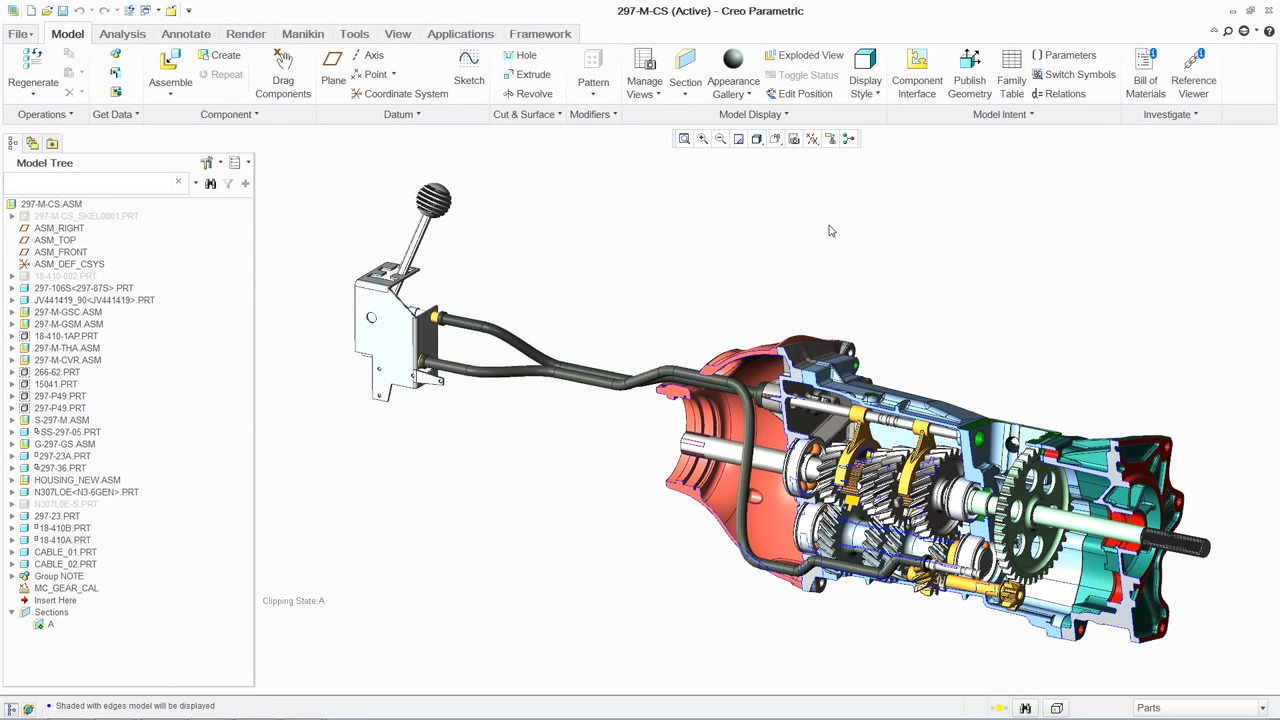 297-M-CS (Active) - Creo Parametric
File Model Analysis Annotate Render Manikin Tools View Applications Framework
Regenerate
Operations
Get Data
Assemble
Create
Repeat
Component
Drag Components
Plane
Axis
Point
Coordinate System
Sketch
Datum
Hole
Extrude
Revolve
Cut & Surface
Pattern
Modifiers
Manage Views
Section
Appearance Gallery
Exploded View
Toggle Status
Edit Position
Display Style
Model Display
Component Interface
Publish Geometry
Family Table
Parameters
Switch Symbols
d= Relations
Model Intent
Bill of Materials
Reference Viewer
Investigate
Model Tree
297-M-CS.ASM
297-M-CS_SKEL0001.PRT
ASM_RIGHT
ASM_TOP
ASM_FRONT
ASM_DEF_CSYS
18-410-002.PRT
297-106S<297-87S>.PRT
JV441419_90<JV441419>.PRT
297-M-GSC.ASM
297-M-GSM.ASM
18-410-1AP.PRT
297-M-THA.ASM
297-M-CVR.ASM
266-62.PRT
15041.PRT
297-P49.PRT
297-P49.PRT
S-297-M.ASM
SS-297-05.PRT
G-297-GS.ASM
297-23A.PRT
297-36.PRT
HOUSING_NEW.ASM
N307LOE<N3-6GEN>.PRT
N307L0E-S.PRT
297-23.PRT
18-410B.PRT
18-410A.PRT
CABLE_01.PRT
CABLE_02.PRT
Group NOTE
MC_GEAR_CAL
Insert Here
Sections
A
Clipping State:A
Shaded with edges model will be displayed
Parts